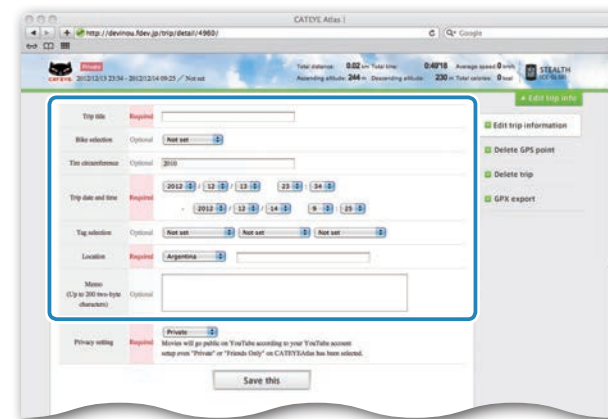 CATEYE Atlas |
http://devinou.fdev.jp/trip/detail/4980/
Google
CATEYE
Private
2012/12/13 23:34 - 2012/12/14 09:25 / Not set
Total distance: 0.02 km Total time: 0:40'18 Average speed 0 km/h
Ascending altitude: 244 m Descending altitude: 230 m Total calories: 0 kcal
STEALTH
Edit trip info
Trip title Required
Bike selection Optional Not set
Tire circumference Optional 2010
Trip date and time Required 2012 / 12 / 13 23 : 34
- 2012 / 12 / 14 9 : 25
Tag selection Optional Not set Not set Not set
Location Required Argentina
Memo
(Up to 200 two-byte
characters)
Optional
Privacy setting Required Private
Movies will go public on YouTube according to your YouTube account
setup even "Private" or "Friends Only" on CATEYEAtlas has been selected.
Save this
Edit trip information
Delete GPS point
Delete trip
GPX export